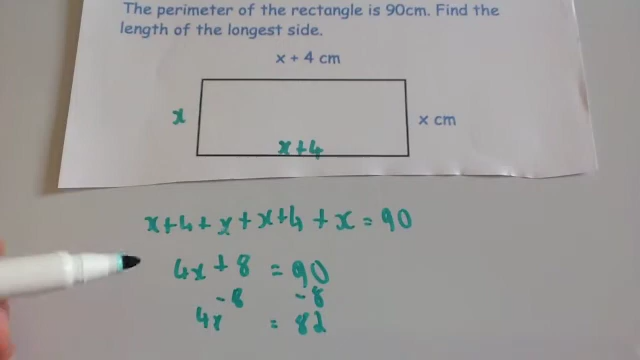 The perimeter of the rectangle is 90cm. Find the
length of the longest side.
x + 4 cm
x
x cm
x+4
x+4+x+x+4+x=90
4x+8=90
-8 -8
4x = 82